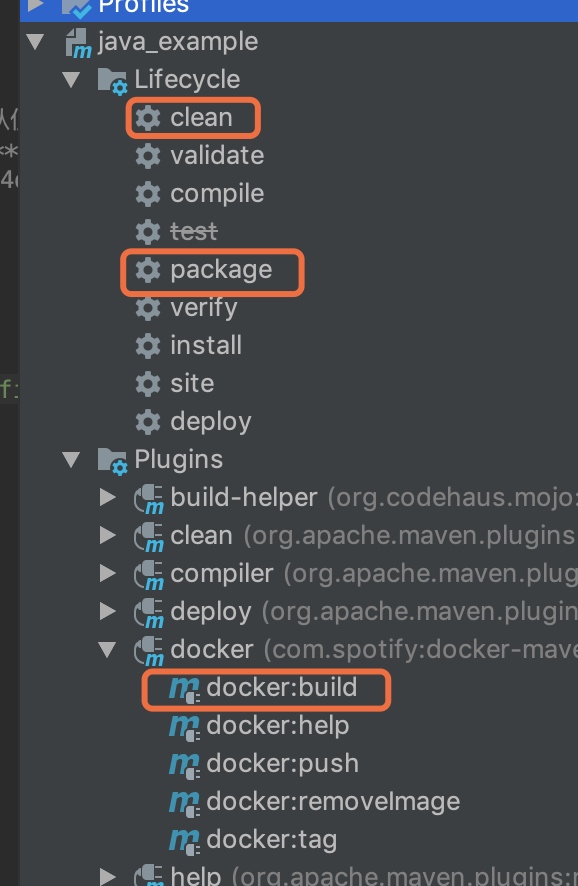 Profiles
java_example
Lifecycle
clean
validate
compile
test
package
verify
install
site
deploy
Plugins
build-helper (org.codehaus.mojo:
clean (org.apache.maven.plugins
compiler (org.apache.maven.plug
deploy (org.apache.maven.plugin
docker (com.spotify:docker-mave
docker:build
docker:help
docker:push
docker:removeImage
docker:tag
help (org.apache.maven.plugins: